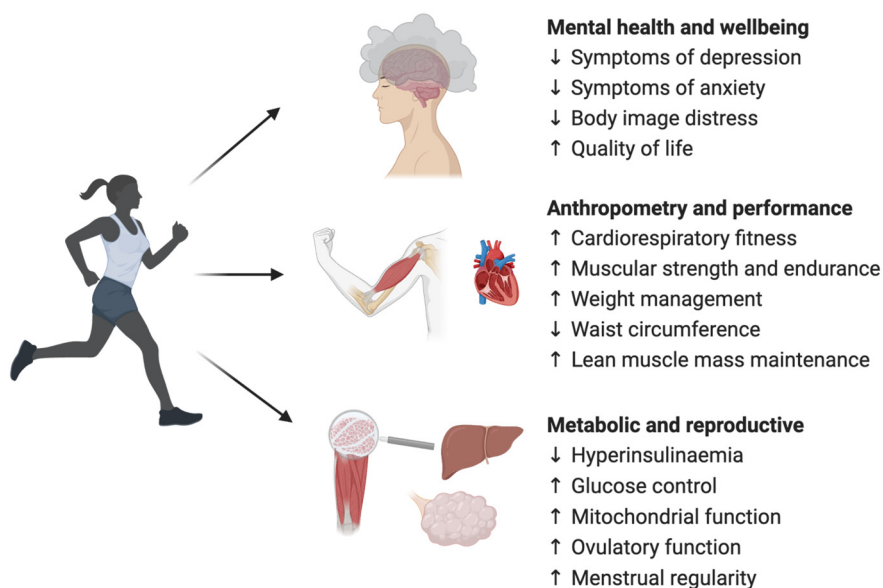 Mental health and wellbeing
↓ Symptoms of depression
↓ Symptoms of anxiety
↓ Body image distress
↑ Quality of life
Anthropometry and performance
↑ Cardiorespiratory fitness
↑ Muscular strength and endurance
↑ Weight management
↓ Waist circumference
↑ Lean muscle mass maintenance
Metabolic and reproductive
↓ Hyperinsulinaemia
↑ Glucose control
↑ Mitochondrial function
↑ Ovulatory function
↑ Menstrual regularity